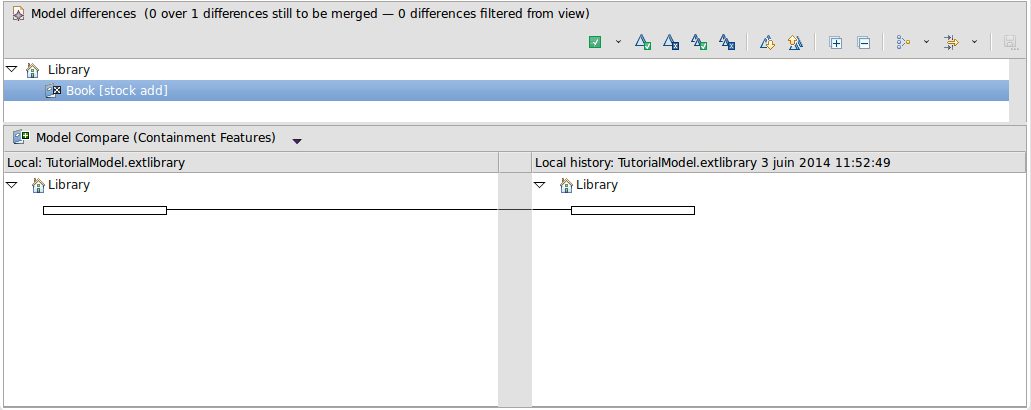 Model differences (0 over 1 differences still to be merged — 0 differences filtered from view)
Library
Book [stock add]
Model Compare (Containment Features)
Local: TutorialModel.extlibrary
Local history: TutorialModel.extlibrary 3 juin 2014 11:52:49
Library
Library